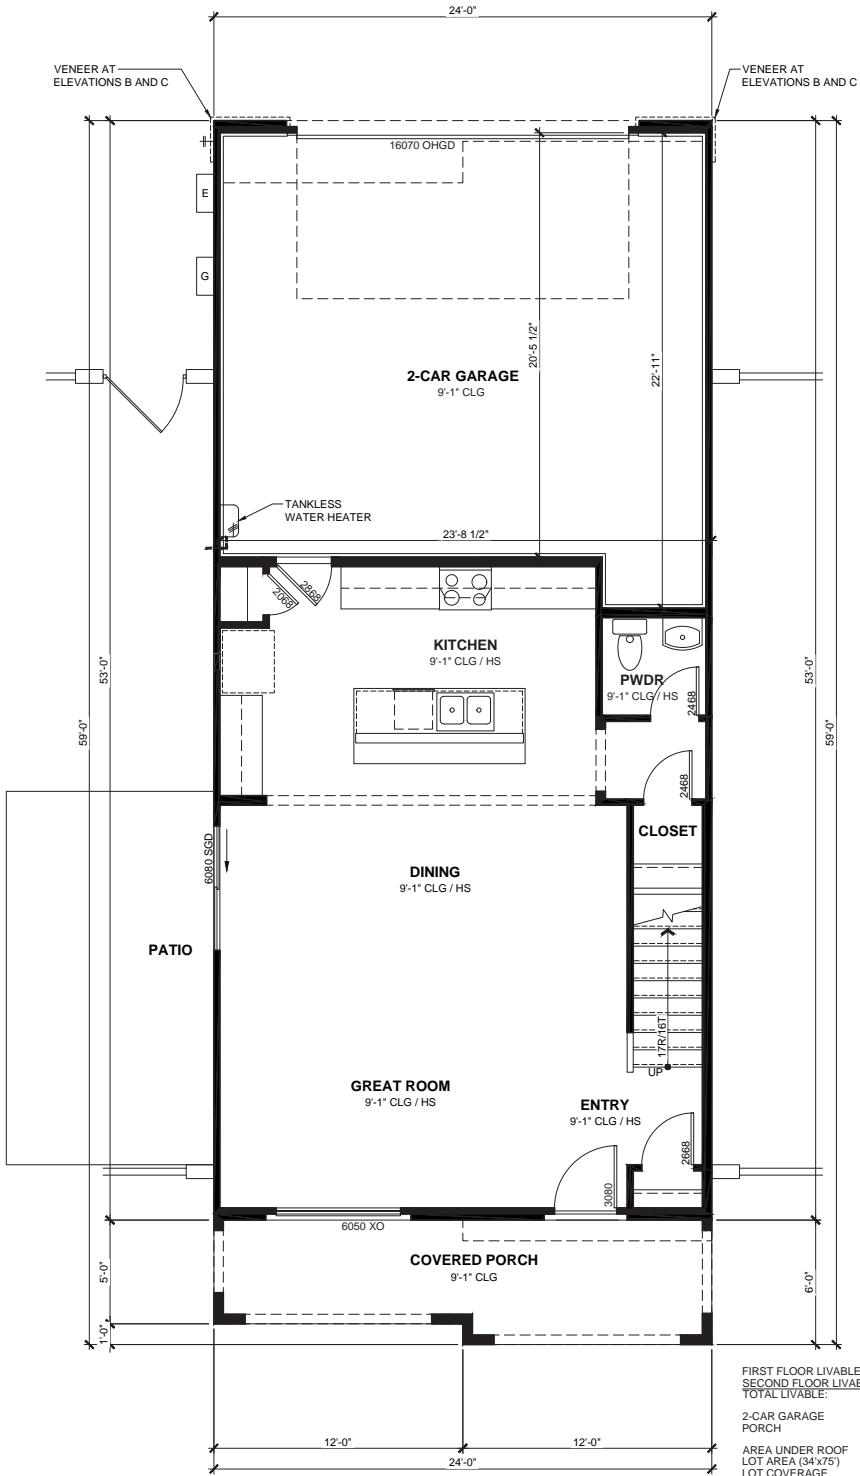 24'-0"
VENEER AT
ELEVATIONS B AND C
VENEER AT
ELEVATIONS B AND C
16070 OHGD
E
G
20'-5 1/2"
22'-11"
2-CAR GARAGE
9'-1" CLG
TANKLESS
WATER HEATER
23'-8 1/2"
2068
2868
KITCHEN
9'-1" CLG / HS
PWDR
9'-1" CLG / HS
2468
53'-0"
59'-0"
53'-0"
59'-0"
2468
CLOSET
6080 SGD
DINING
9'-1" CLG / HS
PATIO
17R/16T
UP
GREAT ROOM
9'-1" CLG / HS
ENTRY
9'-1" CLG / HS
2668
3080
6050 XO
COVERED PORCH
9'-1" CLG
5'-0"
1'-0"
6'-0"
FIRST FLOOR LIVABLE
SECOND FLOOR
TOTAL LIVABLE:
2-CAR GARAGE
PORCH
AREA UNDER ROOF
LOT AREA (34'x75')
LOT COVERAGE
12'-0"
12'-0"
24'-0"